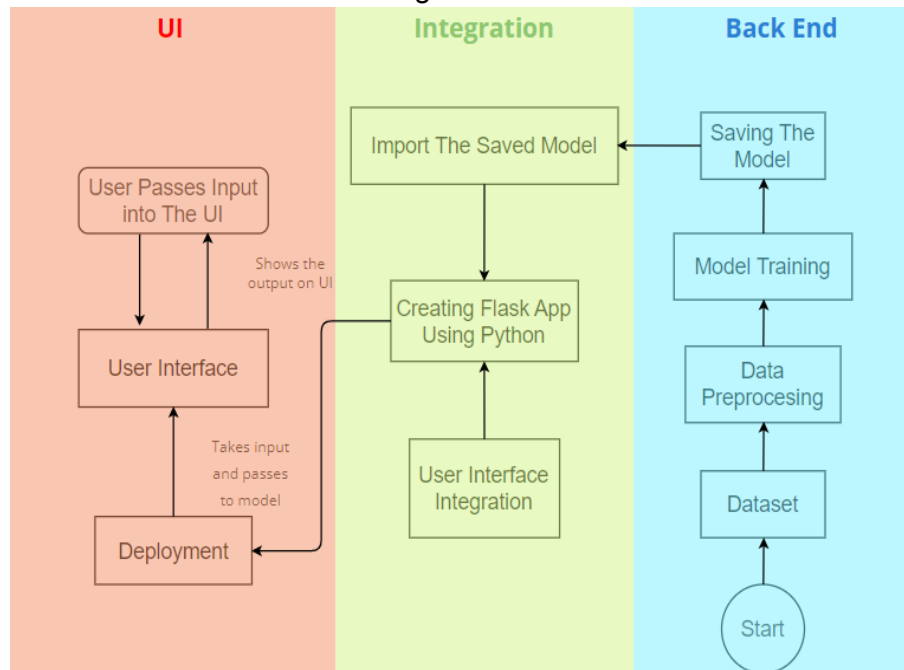 UI
Integration
Back End
Import The Saved Model
Saving The
Model
User Passes Input
into The UI
Shows the
output on UI
Model Training
Creating Flask App
Using Python
User Interface
Data
Preprocesing
Takes input
and passes
to model
User Interface
Integration
Dataset
Deployment
Start